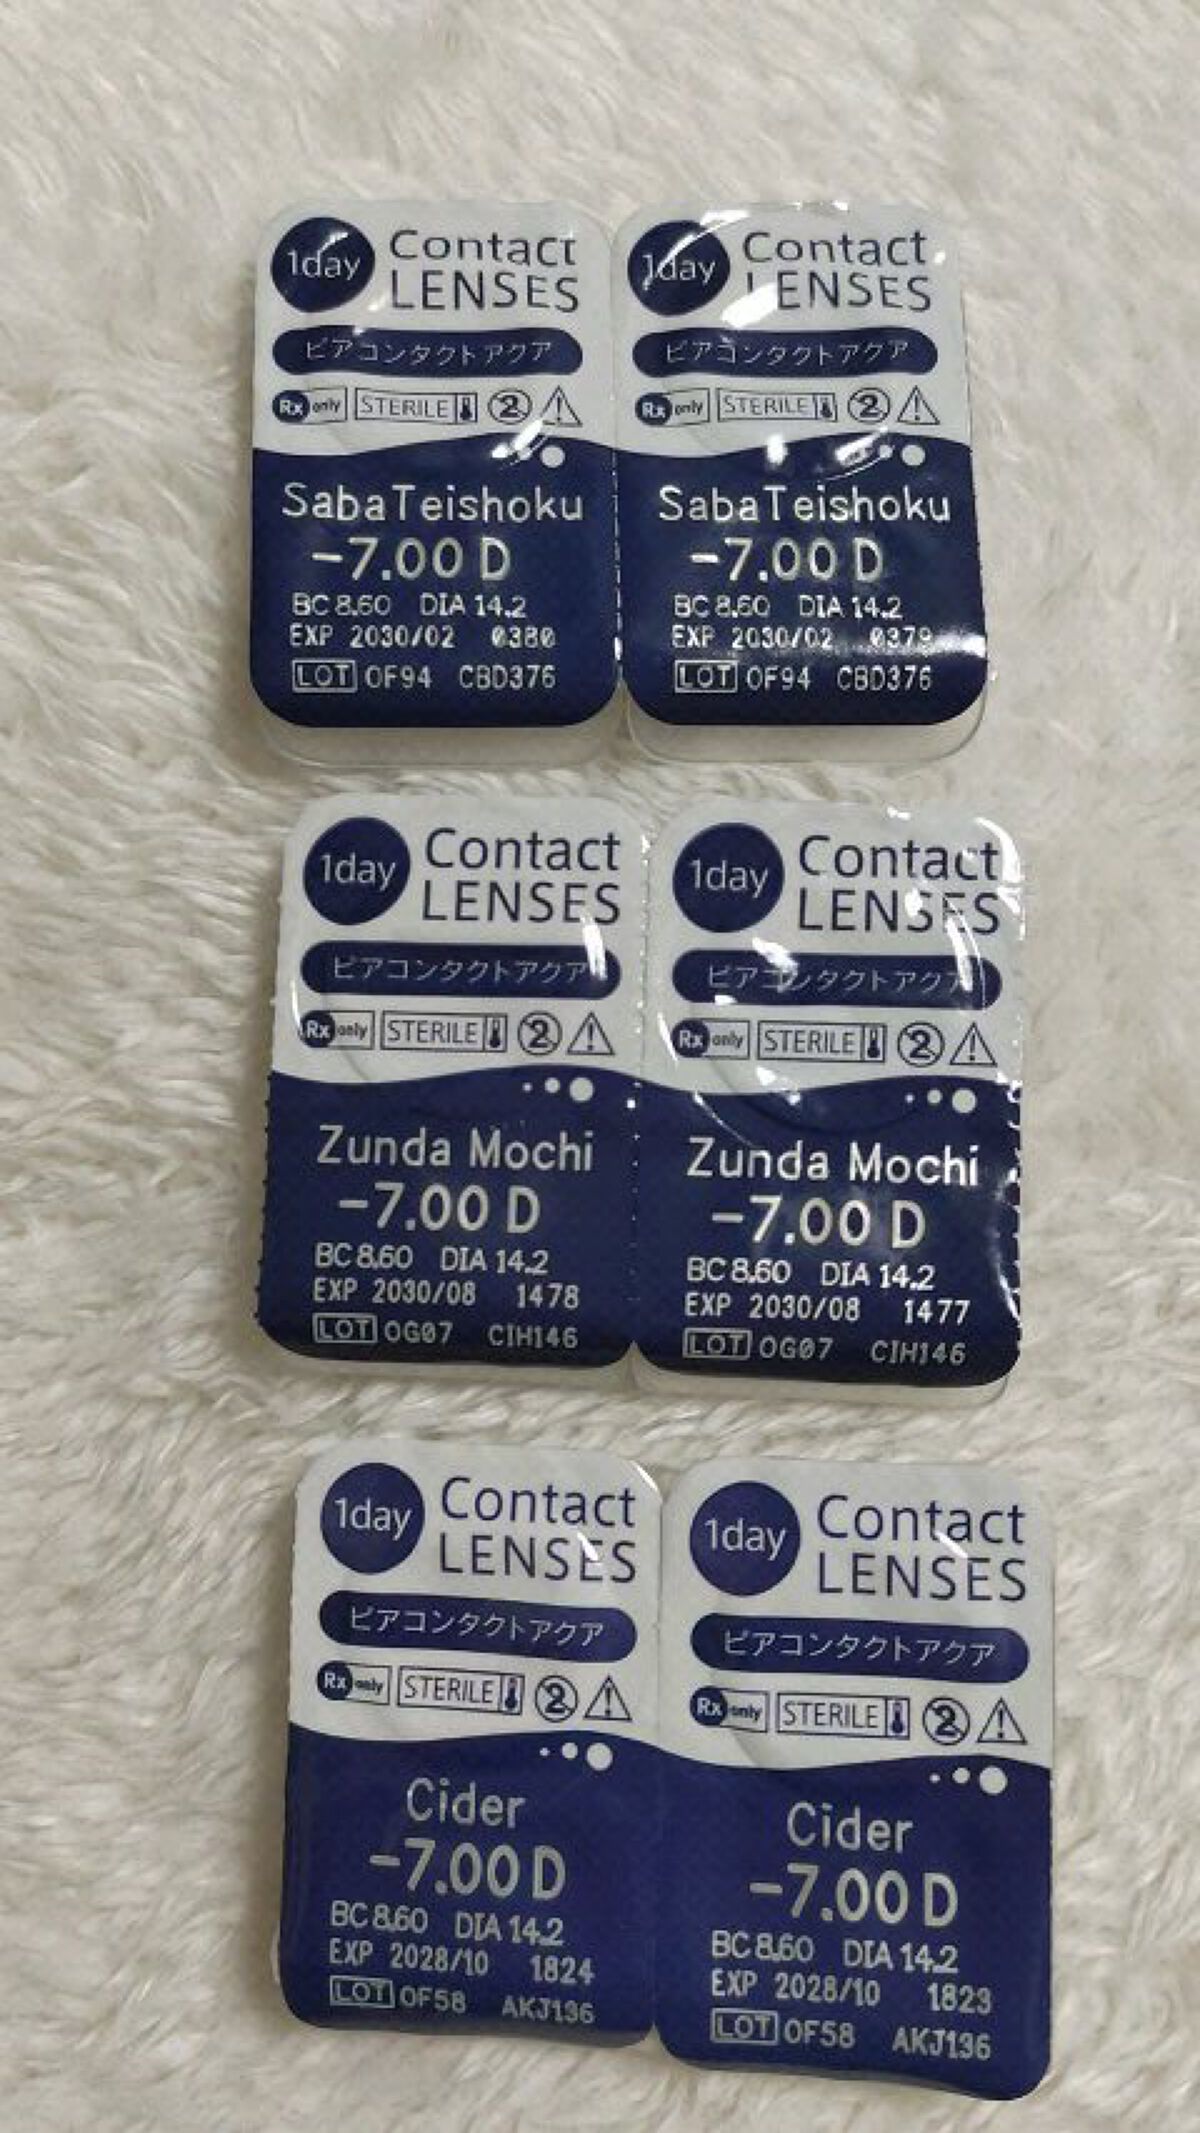 1day Contact LENSES
ピアコンタクトアクア
Rx only STERILE 2
SabaTeishoku
-7.00 D
BC 8.60 DIA 14.2
EXP 2030/02 0380
LOT OF94 CBD376
1day Contact LENSES
ピアコンタクトアクア
Rx only STERILE 2
SabaTeishoku
-7.00 D
BC 8.60 DIA 14.2
EXP 2030/02 0379
LOT OF94 CBD376
1day Contact LENSES
ピアコンタクトアクア
Rx only STERILE 2
Zunda Mochi
-7.00 D
BC 8.60 DIA 14.2
EXP 2030/08 1478
LOT OG07 CIH146
1day Contact LENSES
ピアコンタクトアクア
Rx only STERILE 2
Zunda Mochi
-7.00 D
BC 8.60 DIA 14.2
EXP 2030/08 1477
LOT OG07 CIH146
1day Contact LENSES
ピアコンタクトアクア
Rx only STERILE 2
Cider
-7.00 D
BC 8.60 DIA 14.2
EXP 2028/10 1824
LOT OF58 AKJ136
1day Contact LENSES
ピアコンタクトアクア
Rx only STERILE 2
Cider
-7.00 D
BC 8.60 DIA 14.2
EXP 2028/10 1823
LOT OF58 AKJ136